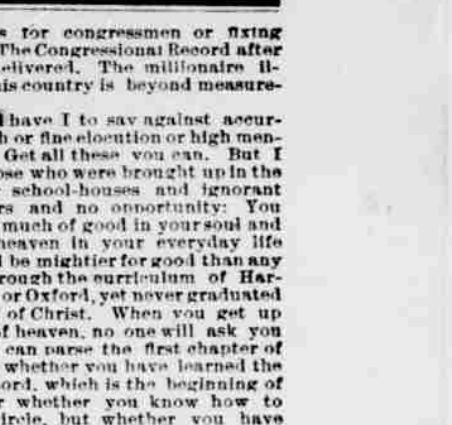 s for congressmen or fixing
The Congressional Record after
elivered. The millionaire il-
his country is beyond measure-
have I to say against accur-
h or fine elocution or high men-
Get all these you can. But I
ose who were brought up in the
school-houses and ignorant
rs and no opportunity: You
much of good in your soul and
heaven in your everyday life
l be mightier for good than any
rough the curriculum of Har-
or Oxford, yet never graduated
of Christ. When you get up
f heaven, no one will ask you
can parse the first chapter of
whether you have learned the
ord, which is the beginning of
r whether you know how to
ircle, but whether you have